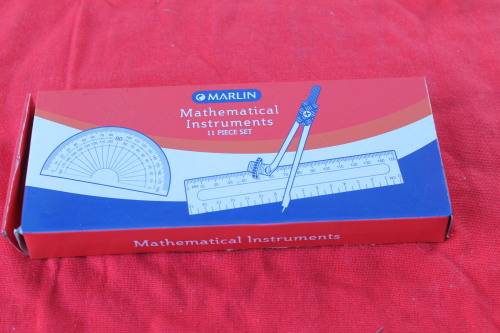 MARLIN
Mathematical
Instruments
11 PIECE SET
Mathematical Instruments